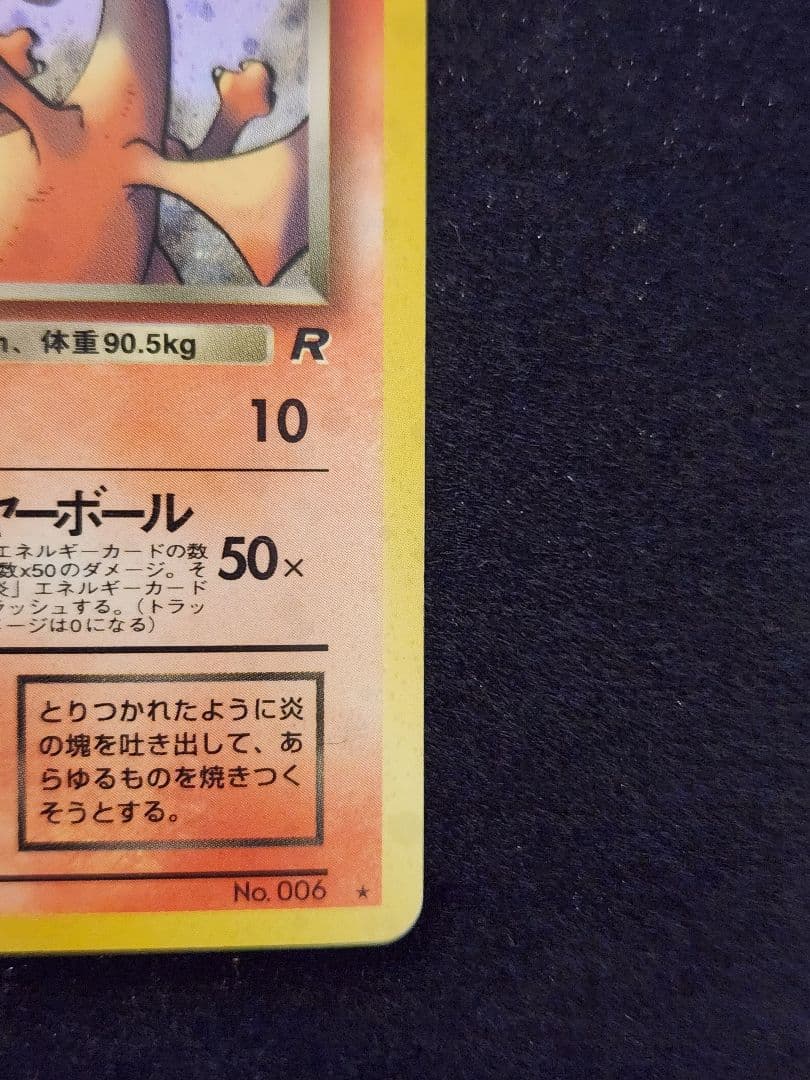 m、体重90.5kg R
10
ヤーボール
エネルギーカードの数
数x50のダメージ。そ 50×
炎」エネルギーカード
ラッシュする。（トラッ
メージは0になる）
とりつかれたように炎
の塊を吐き出して、あ
らゆるものを焼きつく
そうとする。
No. 006 ★